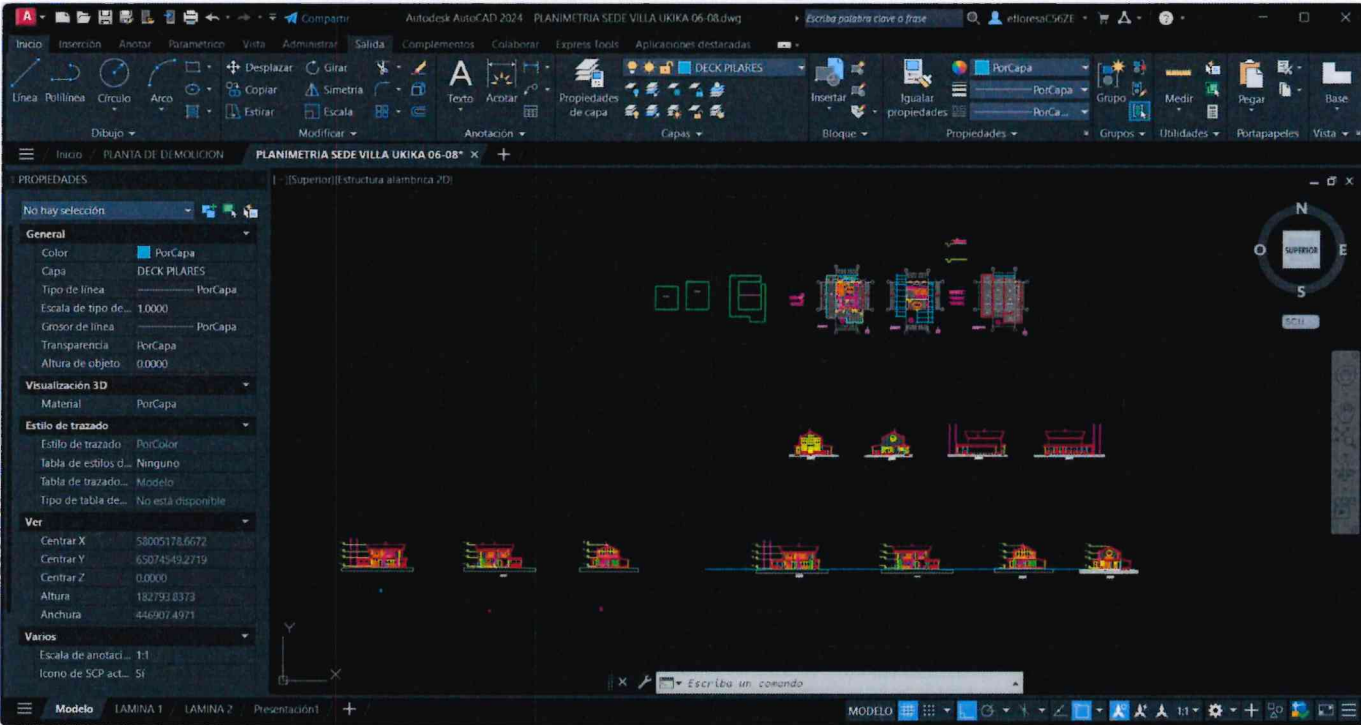 A Compartir Autodesk AutoCAD 2024 PLANIMETRIA SEDE VILLA UKIKA 06-08.dwg Escriba palabra clave o frase
Inicio Inserción Anotar Paramétrico Vista Administrar Salida Complementos Colaborar Express Tools Aplicaciones destacadas
Línea Polilínea Círculo Arco
Desplazar Girar
Copiar Simetría
Estirar Escala
Texto Acotar
Propiedades de capa
DECK PILARES
Insertar
Igualar propiedades
PorCapa
PorCapa
PorCa...
Grupo Medir Pegar Base
Dibujo Modificar Anotación Capas Bloque Propiedades Grupos Utilidades Portapapeles Vista
Inicio PLANTA DE DEMOLICION PLANIMETRIA SEDE VILLA UKIKA 06-08*
PROPIEDADES
[-][Superior][Estructura alámbrica 2D]
No hay selección
General
Color PorCapa
Capa DECK PILARES
Tipo de línea PorCapa
Escala de tipo de... 1.0000
Grosor de línea PorCapa
Transparencia PorCapa
Altura de objeto 0.0000
Visualización 3D
Material PorCapa
Estilo de trazado
Estilo de trazado PorColor
Tabla de estilos d... Ninguno
Tabla de trazado... Modelo
Tipo de tabla de... No está disponible
Ver
Centrar X 58005178.6672
Centrar Y 65074549.2719
Centrar Z 0.0000
Altura 182793.8373
Anchura 446907.4971
Varios
Escala de anotaci... 1:1
Icono de SCP act... Sí
N
O SUPERIOR E
S
SCU
Y
X
Escriba un comando
Modelo LAMINA 1 LAMINA 2 Presentación1
MODELO 1:1